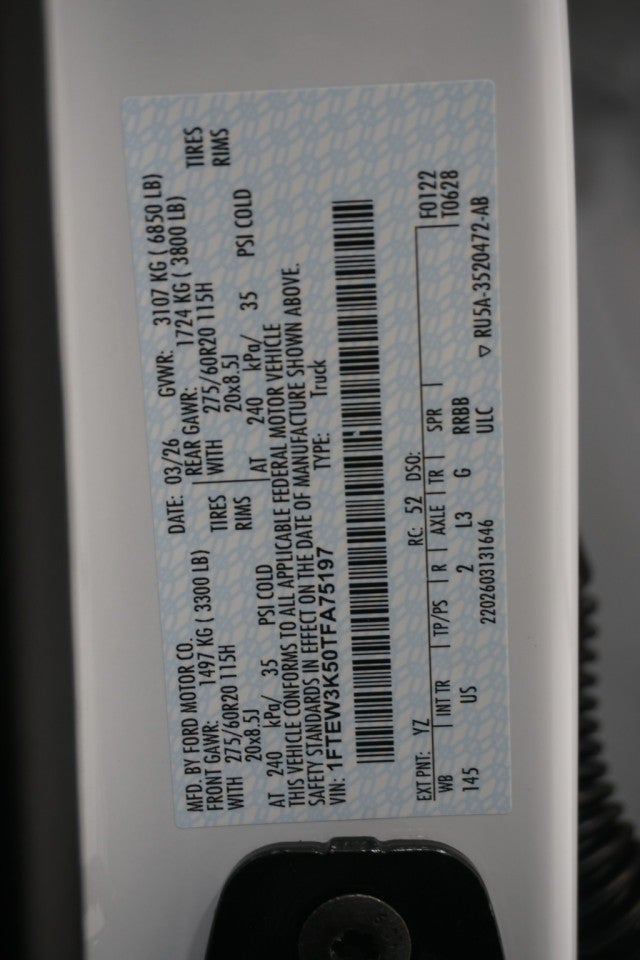 MFD. BY FORD MOTOR CO.
DATE: 03/26 GVWR: 3107 KG ( 6850 LB)
FRONT GAWR: 1497 KG ( 3300 LB) REAR GAWR: 1724 KG ( 3800 LB)
WITH 275/60R20 115H TIRES WITH 275/60R20 115H TIRES
20x8.5J RIMS 20x8.5J RIMS
AT 240 kPa/ 35 PSI COLD AT 240 kPa/ 35 PSI COLD
THIS VEHICLE CONFORMS TO ALL APPLICABLE FEDERAL MOTOR VEHICLE
SAFETY STANDARDS IN EFFECT ON THE DATE OF MANUFACTURE SHOWN ABOVE.
VIN: 1FTEW3K50TFA75197 TYPE: Truck
EXT PNT: YZ RC: 52 DSO: F0122
WB | INT TR | TP/PS | R | AXLE | TR | SPR T0628
145 US 2 L3 G RRBB
2202603131646 ULC ▽ RU5A-3520472-AB